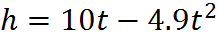 h = 10t − 4.9t²